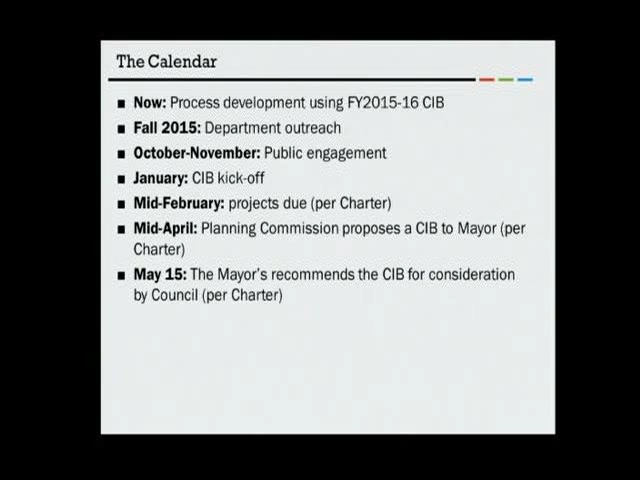 The Calendar
■ Now: Process development using FY2015-16 CIB
■ Fall 2015: Department outreach
■ October-November: Public engagement
■ January: CIB kick-off
■ Mid-February: projects due (per Charter)
■ Mid-April: Planning Commission proposes a CIB to Mayor (per
Charter)
■ May 15: The Mayor's recommends the CIB for consideration
by Council (per Charter)